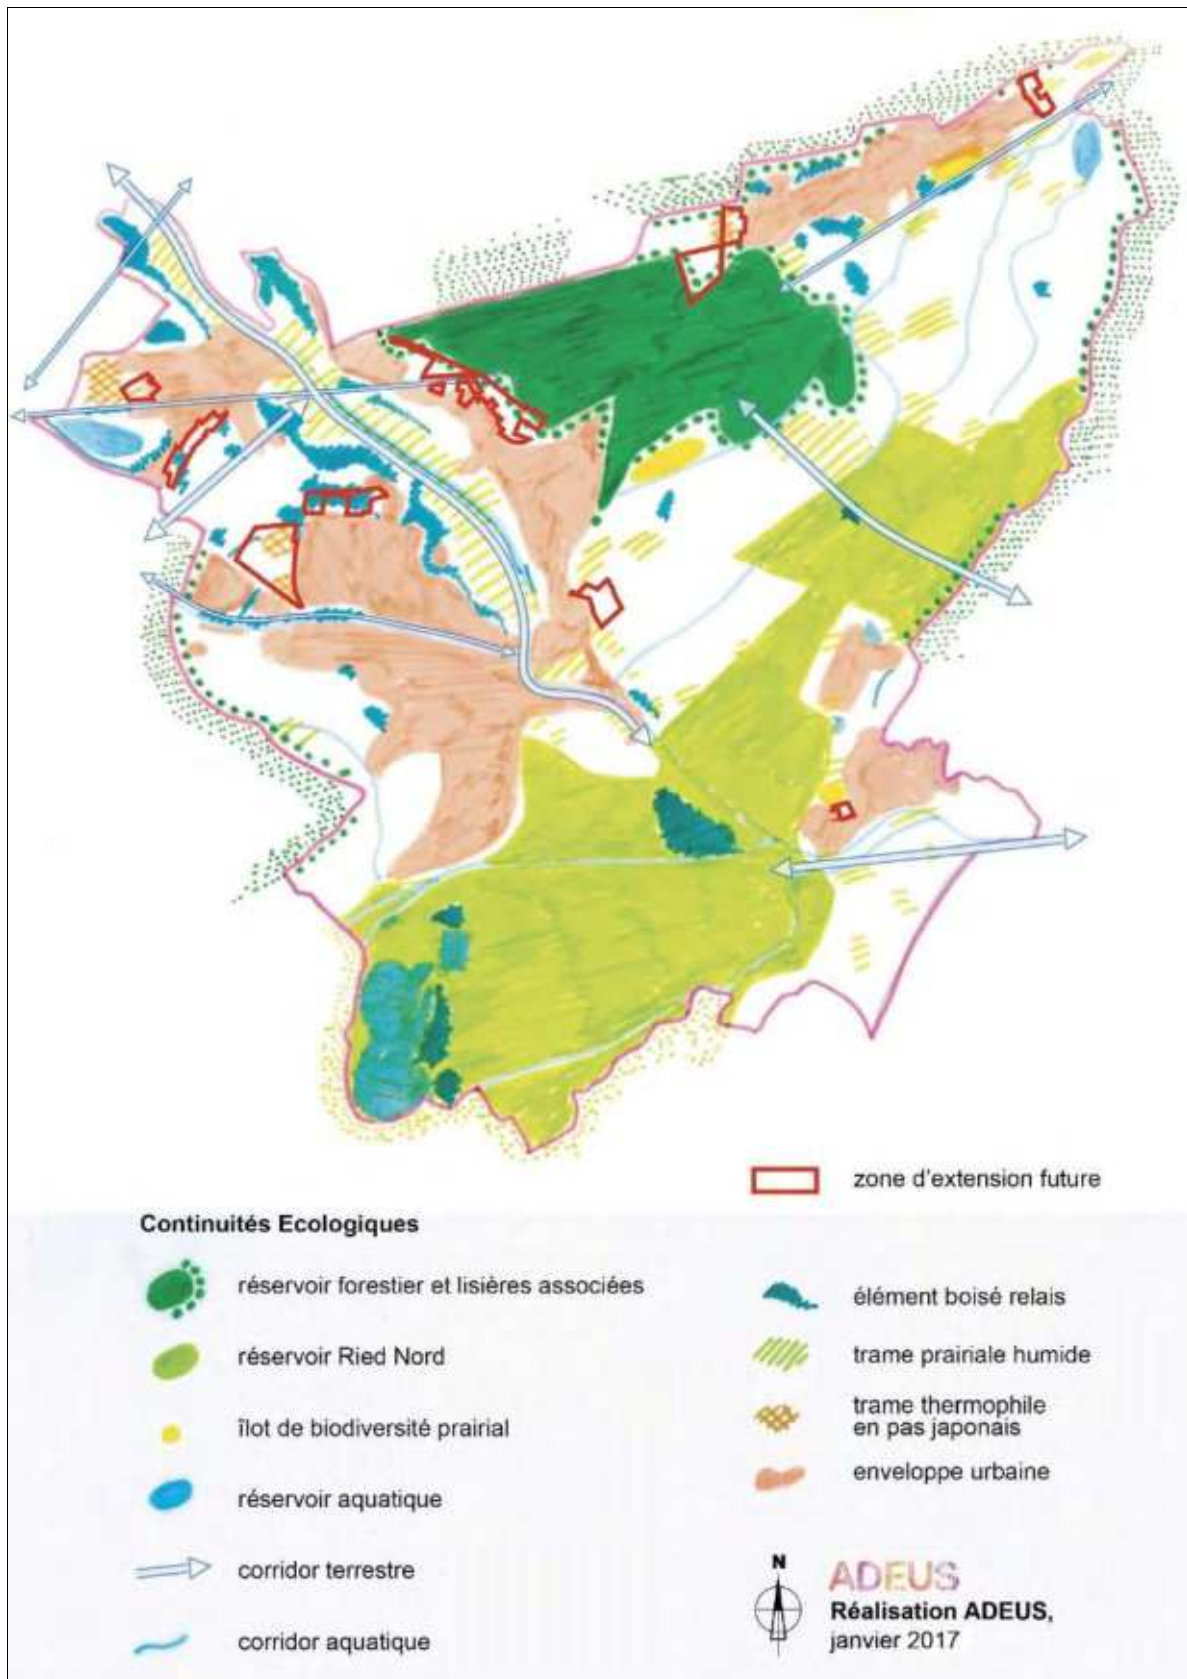 zone d'extension future
Continuités Ecologiques
réservoir forestier et lisières associées
réservoir Ried Nord
îlot de biodiversité prairial
réservoir aquatique
corridor terrestre
corridor aquatique
élément boisé relais
trame prairiale humide
trame thermophile
en pas japonais
enveloppe urbaine
N
ADEUS
Réalisation ADEUS,
janvier 2017